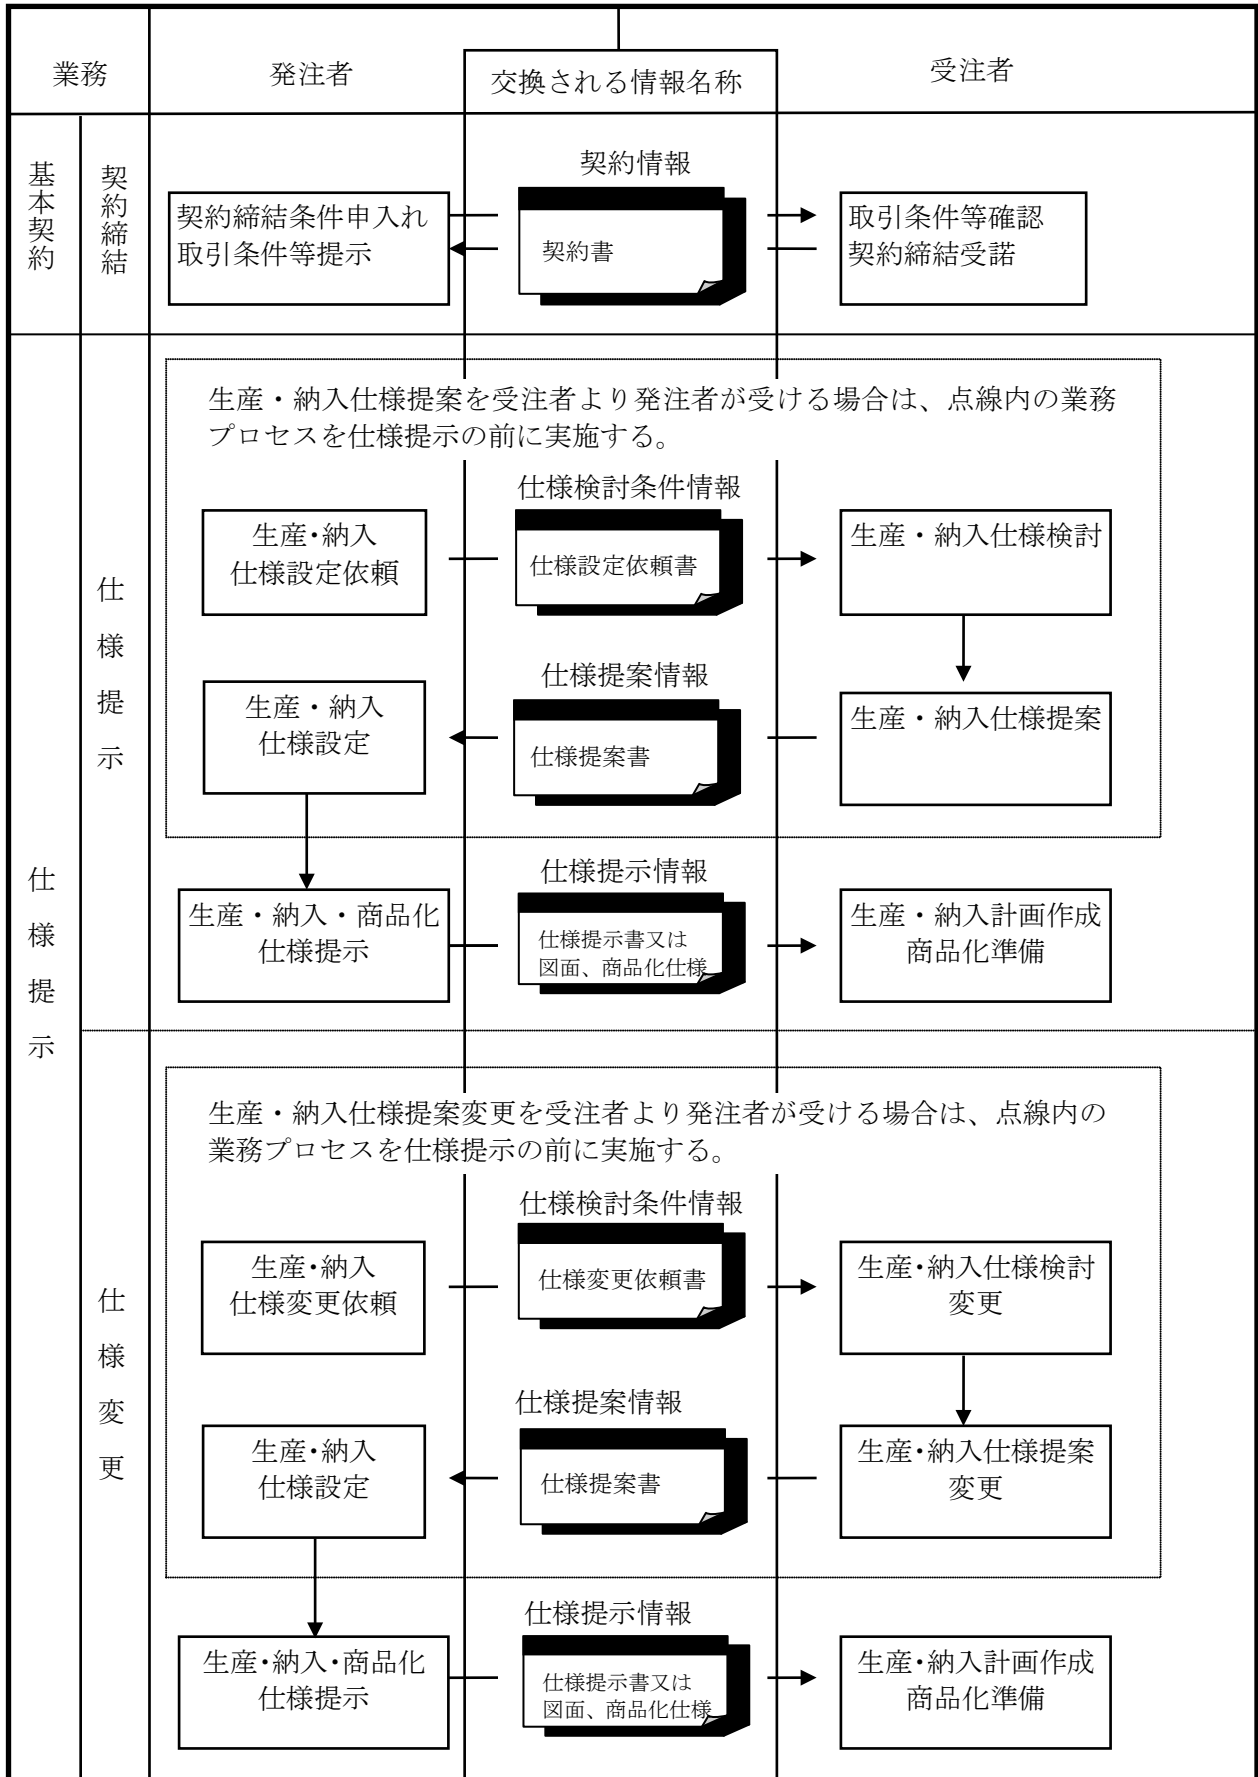 業務
発注者
交換される情報名称
受注者
基本契約
契約締結
契約情報
契約締結条件申入れ
取引条件等提示
契約書
取引条件等確認
契約締結受諾
仕様提示
仕様提示
生産・納入仕様提案を受注者より発注者が受ける場合は、点線内の業務
プロセスを仕様提示の前に実施する。
仕様検討条件情報
生産・納入
仕様設定依頼
仕様設定依頼書
生産・納入仕様検討
仕様提案情報
生産・納入
仕様設定
仕様提案書
生産・納入仕様提案
仕様提示情報
生産・納入・商品化
仕様提示
仕様提示書又は
図面、商品化仕様
生産・納入計画作成
商品化準備
仕様変更
生産・納入仕様提案変更を受注者より発注者が受ける場合は、点線内の
業務プロセスを仕様提示の前に実施する。
仕様検討条件情報
生産・納入
仕様変更依頼
仕様変更依頼書
生産・納入仕様検討
変更
仕様提案情報
生産・納入
仕様設定
仕様提案書
生産・納入仕様提案
変更
仕様提示情報
生産・納入・商品化
仕様提示
仕様提示書又は
図面、商品化仕様
生産・納入計画作成
商品化準備